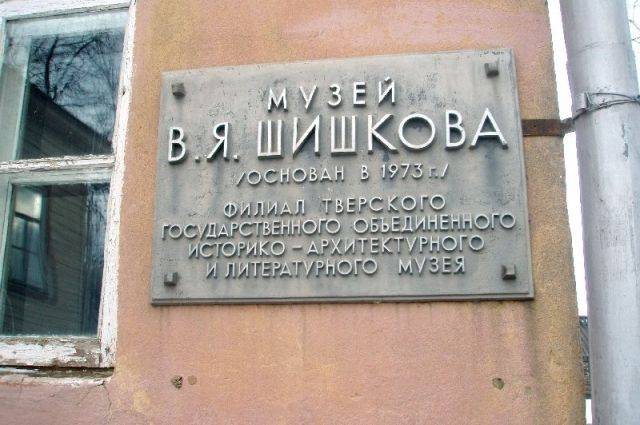 МУЗЕЙ
В.Я. ШИШКОВА
/ОСНОВАН В 1973 г./
ФИЛИАЛ ТВЕРСКОГО
ГОСУДАРСТВЕННОГО ОБЪЕДИНЕННОГО
ИСТОРИКО-АРХИТЕКТУРНОГО
И ЛИТЕРАТУРНОГО МУЗЕЯ